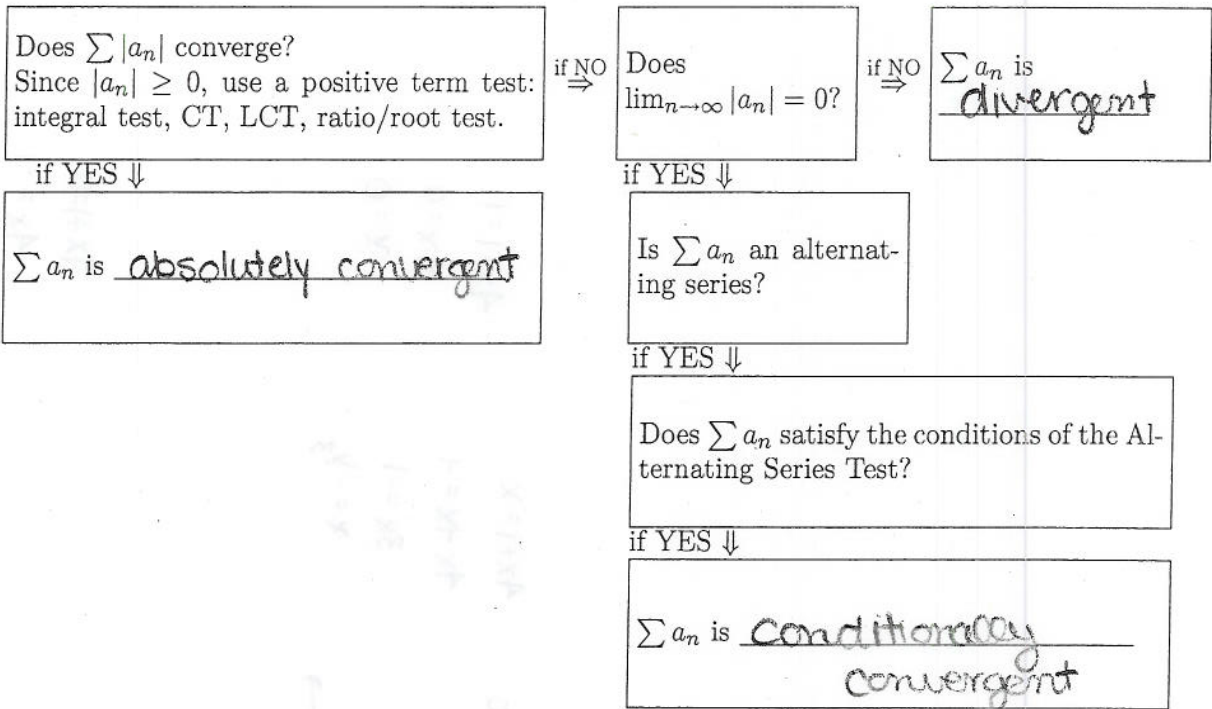 Does ∑ |aₙ| converge?
Since |aₙ| ≥ 0, use a positive term test:
integral test, CT, LCT, ratio/root test.
if NO ⇒
Does
limₙ→∞ |aₙ| = 0?
if NO ⇒
∑ aₙ is
divergent
if YES ⇓
∑ aₙ is absolutely convergent
if YES ⇓
Is ∑ aₙ an alternat-
ing series?
if YES ⇓
Does ∑ aₙ satisfy the conditions of the Al-
ternating Series Test?
if YES ⇓
∑ aₙ is conditionally
convergent